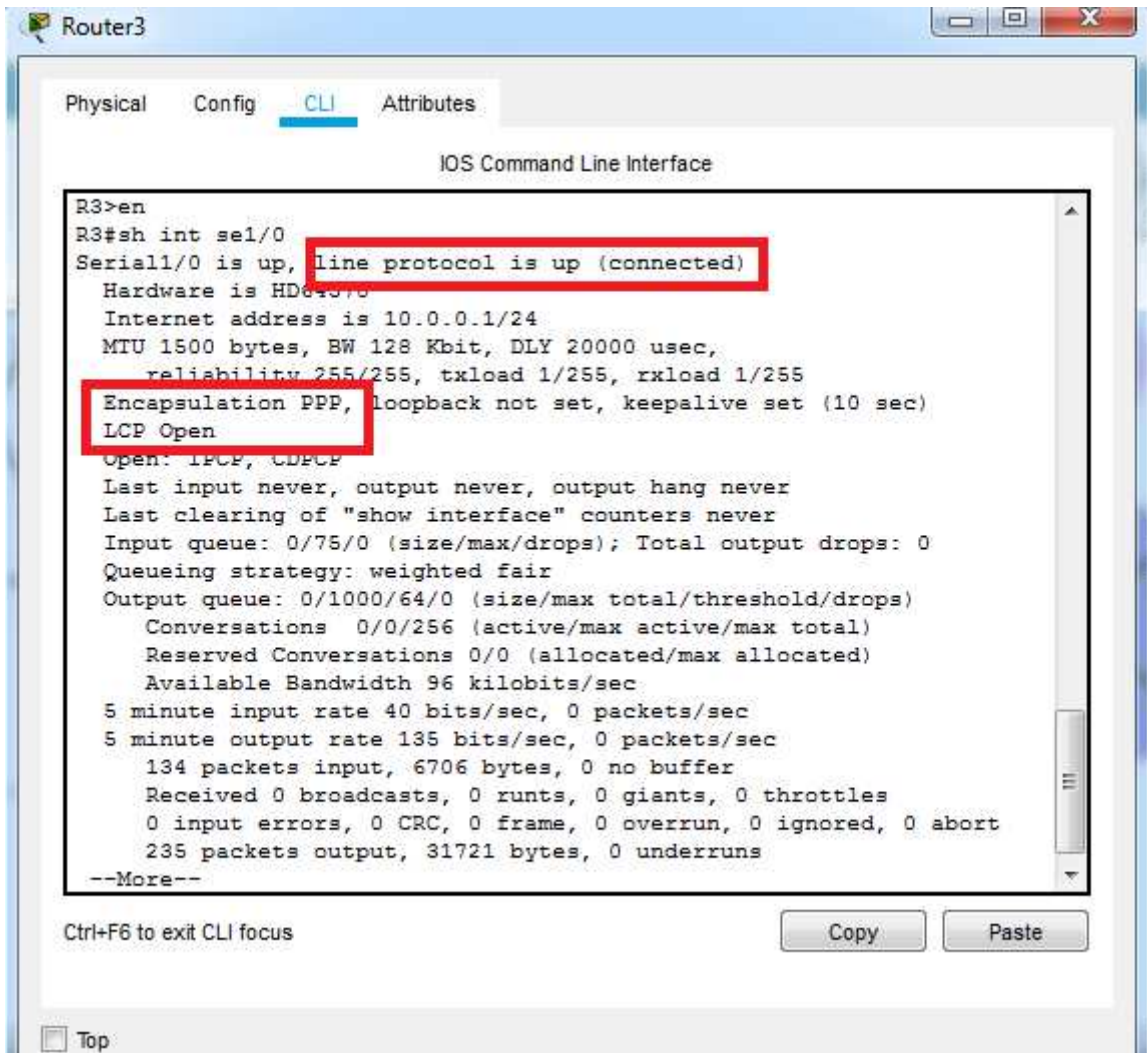 Router3
Physical Config CLI Attributes
IOS Command Line Interface
R3>en
R3#sh int se1/0
Serial1/0 is up, line protocol is up (connected)
Hardware is
Internet address is 10.0.0.1/24
MTU 1500 bytes, BW 128 Kbit, DLY 20000 usec,
reliability 255/255, txload 1/255, rxload 1/255
Encapsulation PPP, loopback not set, keepalive set (10 sec)
LCP Open
Open: IPCP, CDPCP
Last input never, output never, output hang never
Last clearing of "show interface" counters never
Input queue: 0/75/0 (size/max/drops); Total output drops: 0
Queueing strategy: weighted fair
Output queue: 0/1000/64/0 (size/max total/threshold/drops)
Conversations 0/0/256 (active/max active/max total)
Reserved Conversations 0/0 (allocated/max allocated)
Available Bandwidth 96 kilobits/sec
5 minute input rate 40 bits/sec, 0 packets/sec
5 minute output rate 135 bits/sec, 0 packets/sec
134 packets input, 6706 bytes, 0 no buffer
Received 0 broadcasts, 0 runts, 0 giants, 0 throttles
0 input errors, 0 CRC, 0 frame, 0 overrun, 0 ignored, 0 abort
235 packets output, 31721 bytes, 0 underruns
--More--
Ctrl+F6 to exit CLI focus
Copy Paste
Top